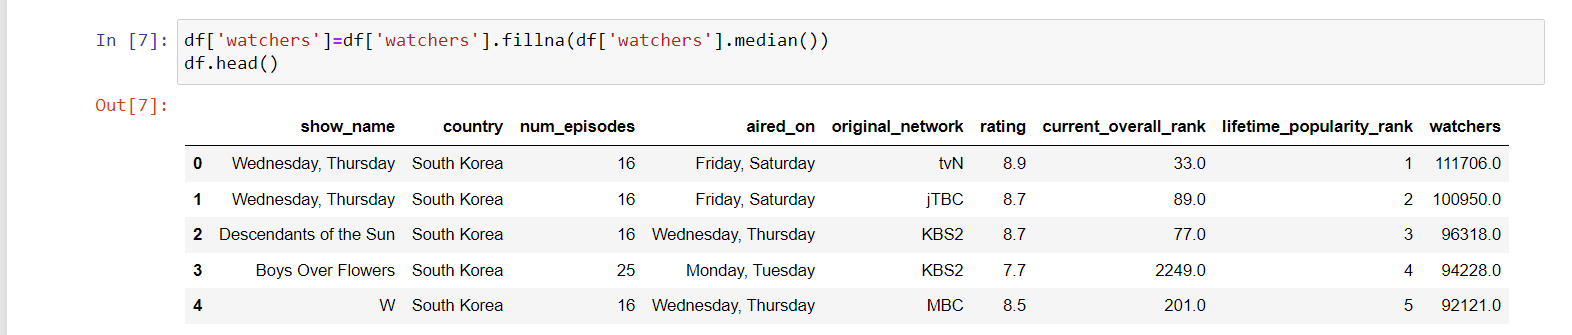 In [7]: df['watchers']=df['watchers'].fillna(df['watchers'].median())
df.head()
Out[7]:
show_name country num_episodes aired_on original_network rating current_overall_rank lifetime_popularity_rank watchers
0 Wednesday, Thursday South Korea 16 Friday, Saturday tvN 8.9 33.0 1 111706.0
1 Wednesday, Thursday South Korea 16 Friday, Saturday jTBC 8.7 89.0 2 100950.0
2 Descendants of the Sun South Korea 16 Wednesday, Thursday KBS2 8.7 77.0 3 96318.0
3 Boys Over Flowers South Korea 25 Monday, Tuesday KBS2 7.7 2249.0 4 94228.0
4 W South Korea 16 Wednesday, Thursday MBC 8.5 201.0 5 92121.0